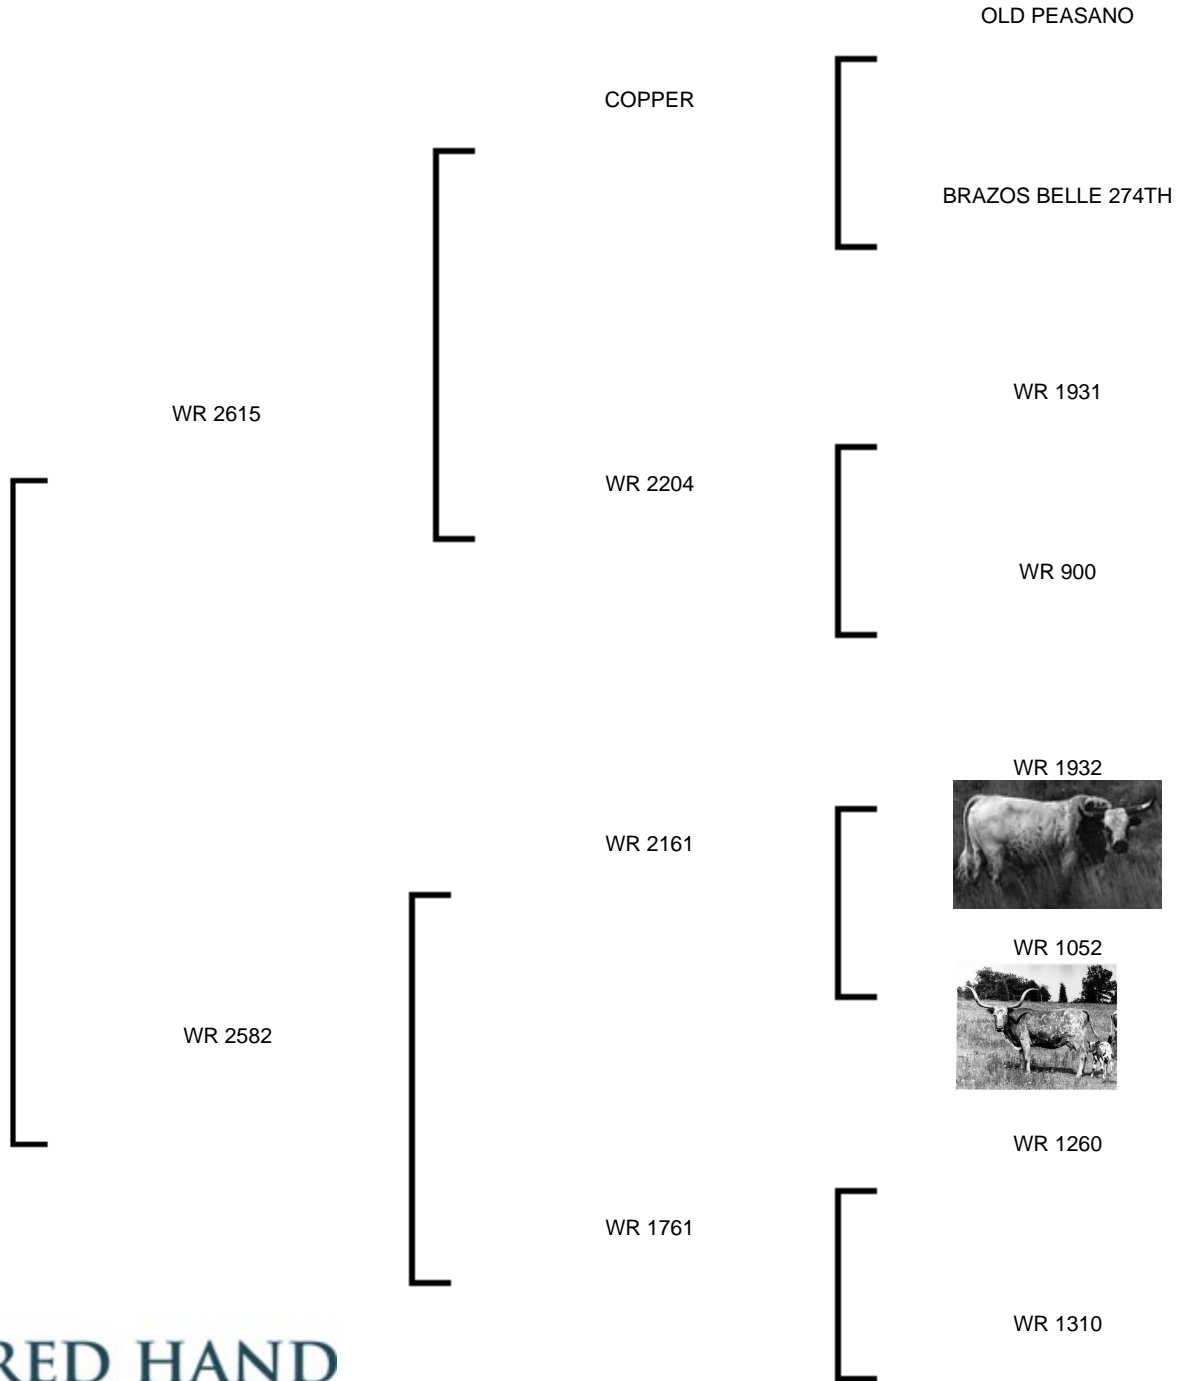 OLD PEASANO
COPPER
BRAZOS BELLE 274TH
WR 1931
WR 2615
WR 2204
WR 900
WR 1932
WR 2161
WR 1052
WR 2582
WR 1260
WR 1761
WR 1310
RED HAND